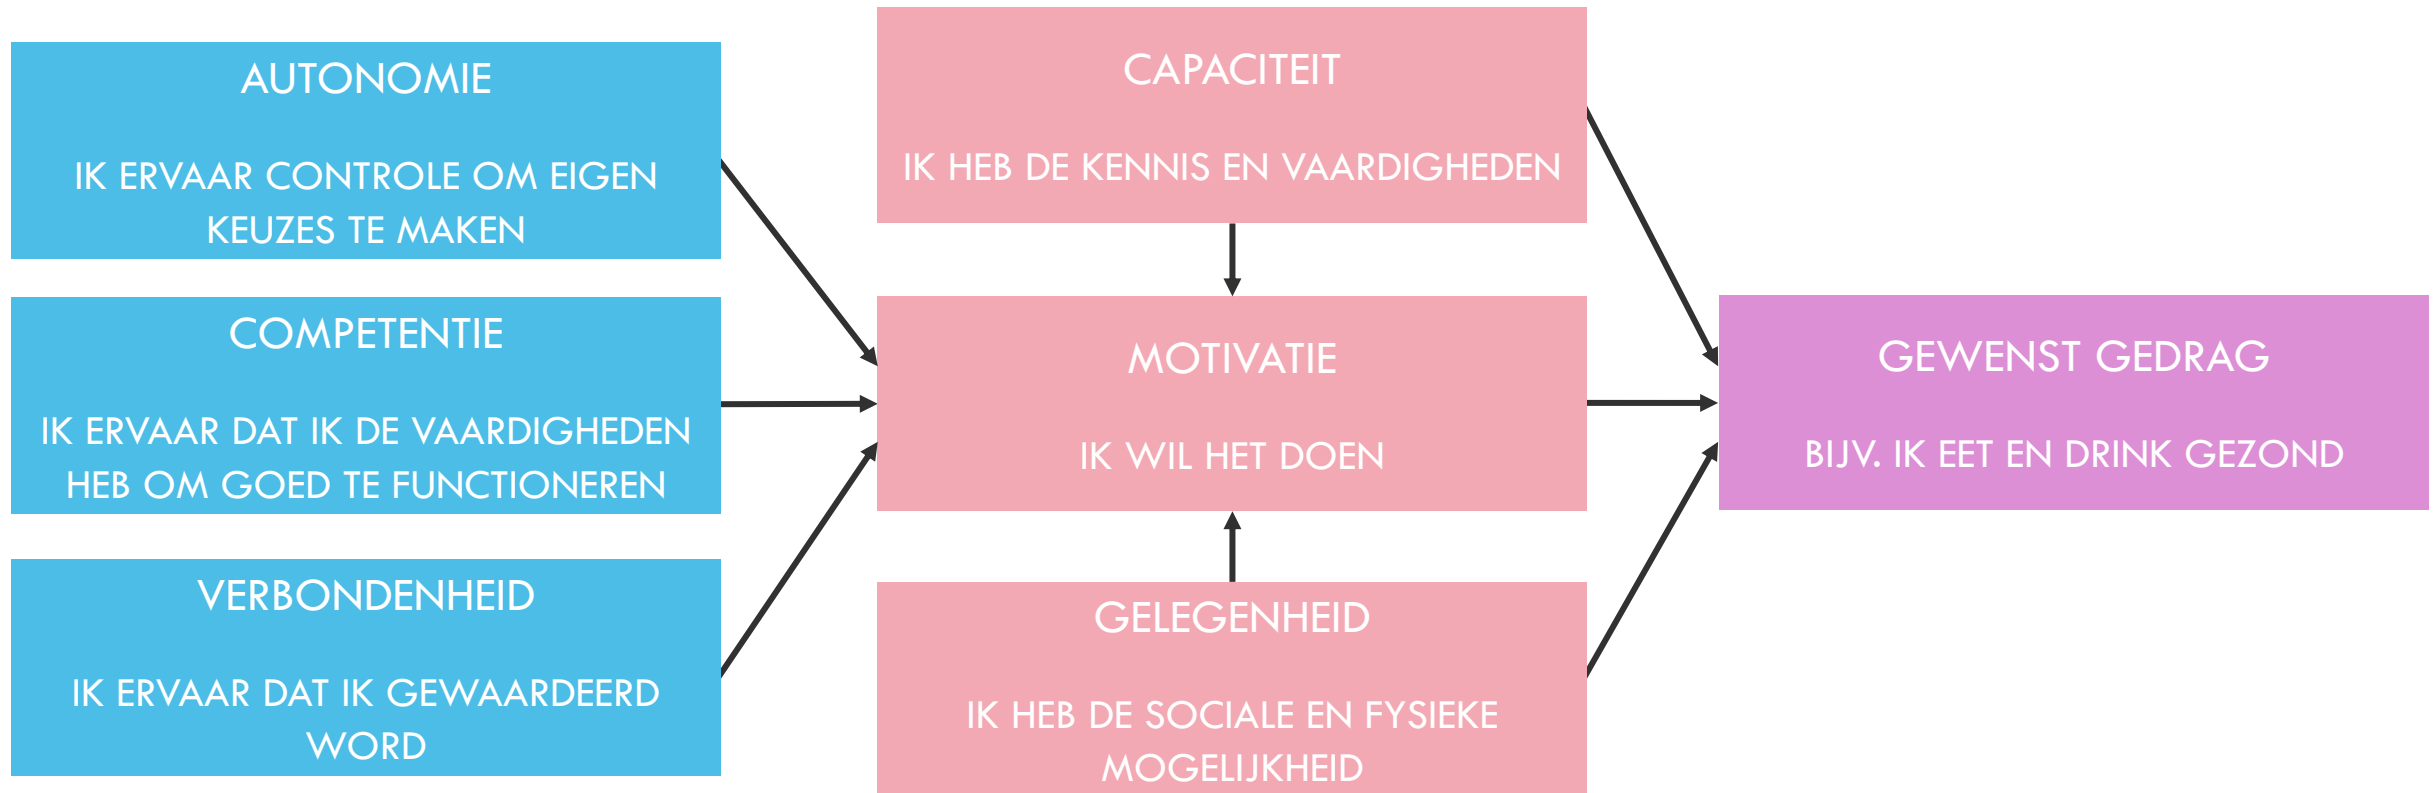 AUTONOMIE
IK ERVAAR CONTROLE OM EIGEN
KEUZES TE MAKEN
COMPETENTIE
IK ERVAAR DAT IK DE VAARDIGHEDEN
HEB OM GOED TE FUNCTIONEREN
VERBONDENHEID
IK ERVAAR DAT IK GEWAARDEERD
WORD
CAPACITEIT
IK HEB DE KENNIS EN VAARDIGHEDEN
MOTIVATIE
IK WIL HET DOEN
GELEGENHEID
IK HEB DE SOCIALE EN FYSIEKE
MOGELIJKHEID
GEWENST GEDRAG
BIJV. IK EET EN DRINK GEZOND